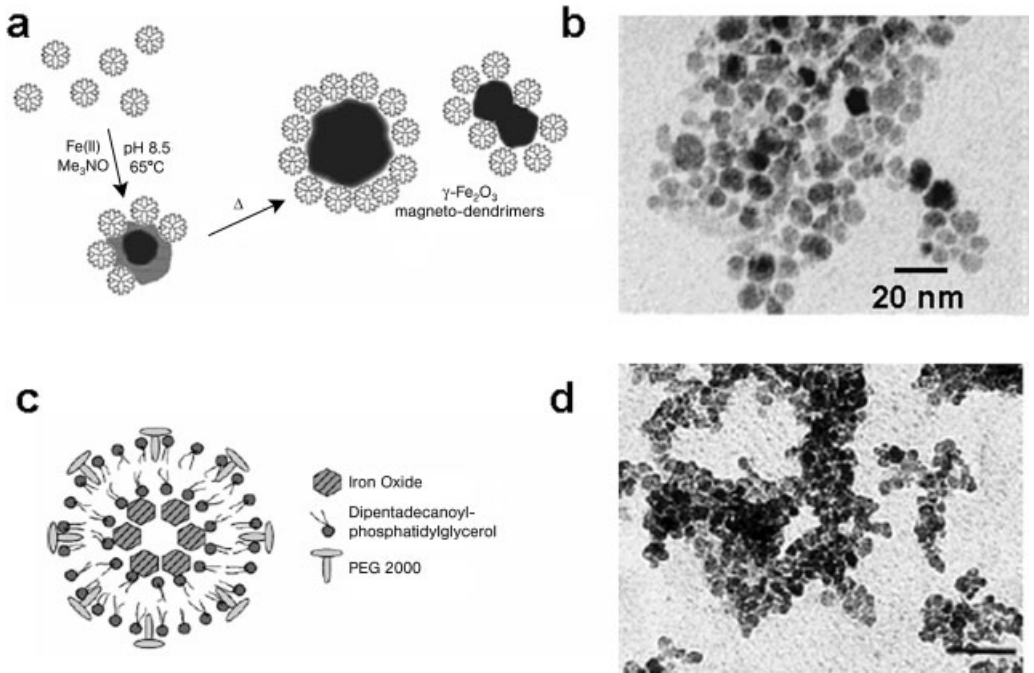 a
Fe(II)
Me₃NO
pH 8.5
65°C
Δ
γ-Fe₂O₃
magneto-dendrimers
b
20 nm
c
Iron Oxide
Dipentadecanoyl-
phosphatidylglycerol
PEG 2000
d